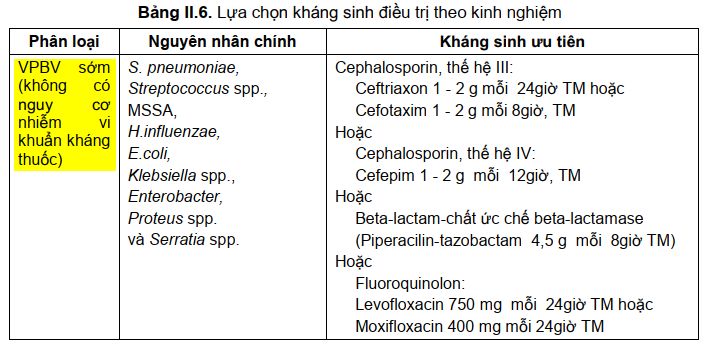 Bảng II.6. Lựa chọn kháng sinh điều trị theo kinh nghiệm
Phân loại
Nguyên nhân chính
Kháng sinh ưu tiên
VPBV sớm
(không có
nguy cơ
nhiễm vi
khuẩn kháng
thuốc)
S. pneumoniae,
Streptococcus spp.,
MSSA,
H.influenzae,
E.coli,
Klebsiella spp.,
Enterobacter,
Proteus spp.
và Serratia spp.
Cephalosporin, thế hệ III:
Ceftriaxon 1 - 2 g mỗi 24giờ TM hoặc
Cefotaxim 1 - 2 g mỗi 8giờ, TM
Hoặc
Cephalosporin, thế hệ IV:
Cefepim 1 - 2 g mỗi 12giờ, TM
Hoặc
Beta-lactam-chất ức chế beta-lactamase
(Piperacilin-tazobactam 4,5 g mỗi 8giờ TM)
Hoặc
Fluoroquinolon:
Levofloxacin 750 mg mỗi 24giờ TM hoặc
Moxifloxacin 400 mg mỗi 24giờ TM